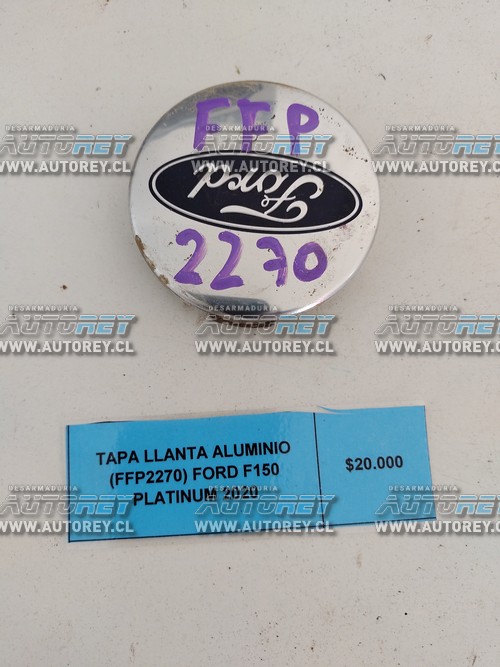 FFP
Ford
2270
TAPA LLANTA ALUMINIO
(FFP2270) FORD F150
PLATINUM 2020
$20.000
DESARMADURIA
AUTOREY
WWW.AUTOREY.CL